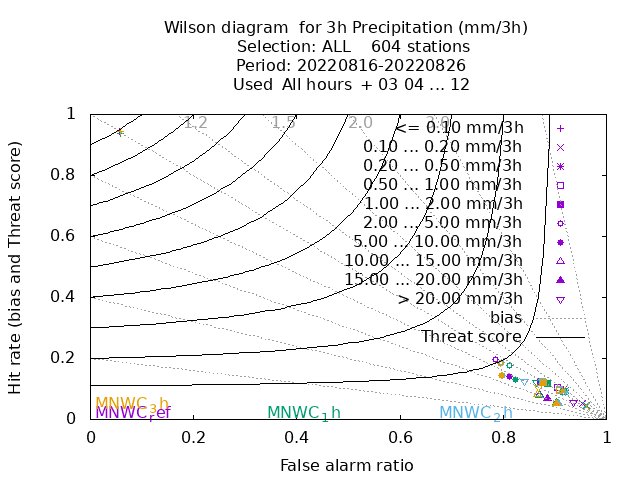 Wilson diagram  for 3h Precipitation (mm/3h)
Selection: ALL    604 stations
Period: 20220816-20220826
Used  All hours  + 03 04 ... 12
Hit rate (bias and Threat score)
1
0.8
0.6
0.4
0.2
0
1.2 1.5 2.0 3.0
<= 0.10 mm/3h
0.10 ... 0.20 mm/3h
0.20 ... 0.50 mm/3h
0.50 ... 1.00 mm/3h
1.00 ... 2.00 mm/3h
2.00 ... 5.00 mm/3h
5.00 ... 10.00 mm/3h
10.00 ... 15.00 mm/3h
15.00 ... 20.00 mm/3h
> 20.00 mm/3h
bias
Threat score
MNWC3h
MNWCref MNWC1h MNWC2h
0 0.2 0.4 0.6 0.8 1
False alarm ratio